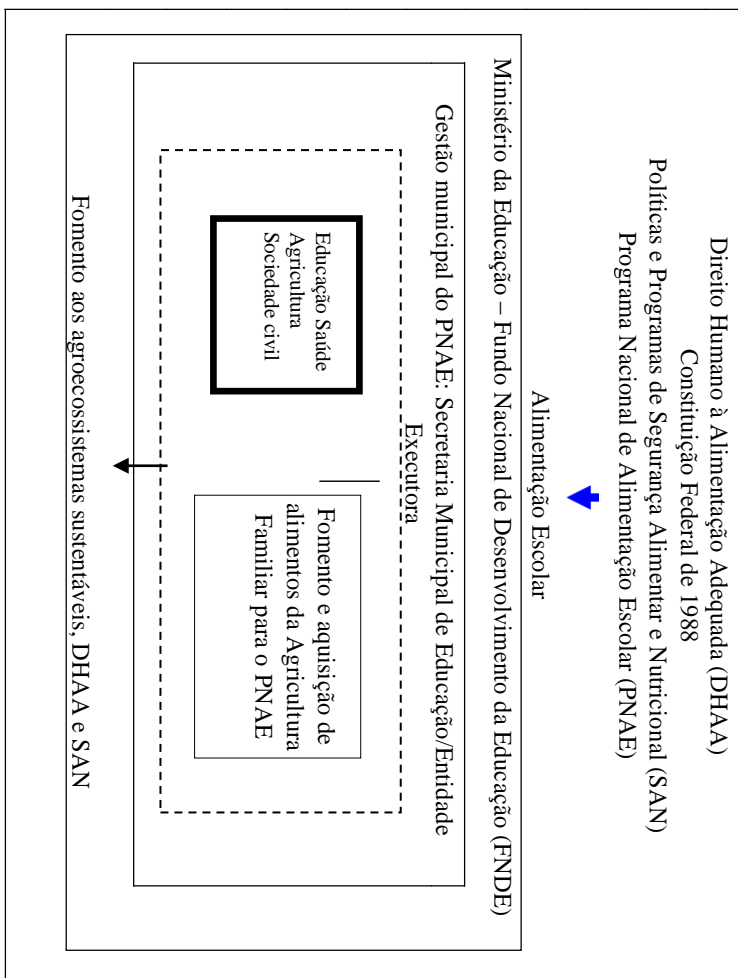 Direito Humano à Alimentação Adequada (DHAA)
Constituição Federal de 1988
Políticas e Programas de Segurança Alimentar e Nutricional (SAN)
Programa Nacional de Alimentação Escolar (PNAE)
Alimentação Escolar
Ministério da Educação – Fundo Nacional de Desenvolvimento da Educação (FNDE)
Gestão municipal do PNAE: Secretaria Municipal de Educação/Entidade
Executora
Educação Saúde
Agricultura
Sociedade civil
Fomento e aquisição de
alimentos da Agricultura
Familiar para o PNAE
Fomento aos agroecossistemas sustentáveis, DHAA e SAN